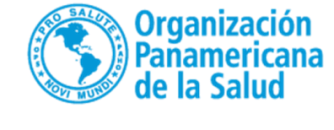 PRO SALUTE
NOVI MUNDI
Organización
Panamericana
de la Salud